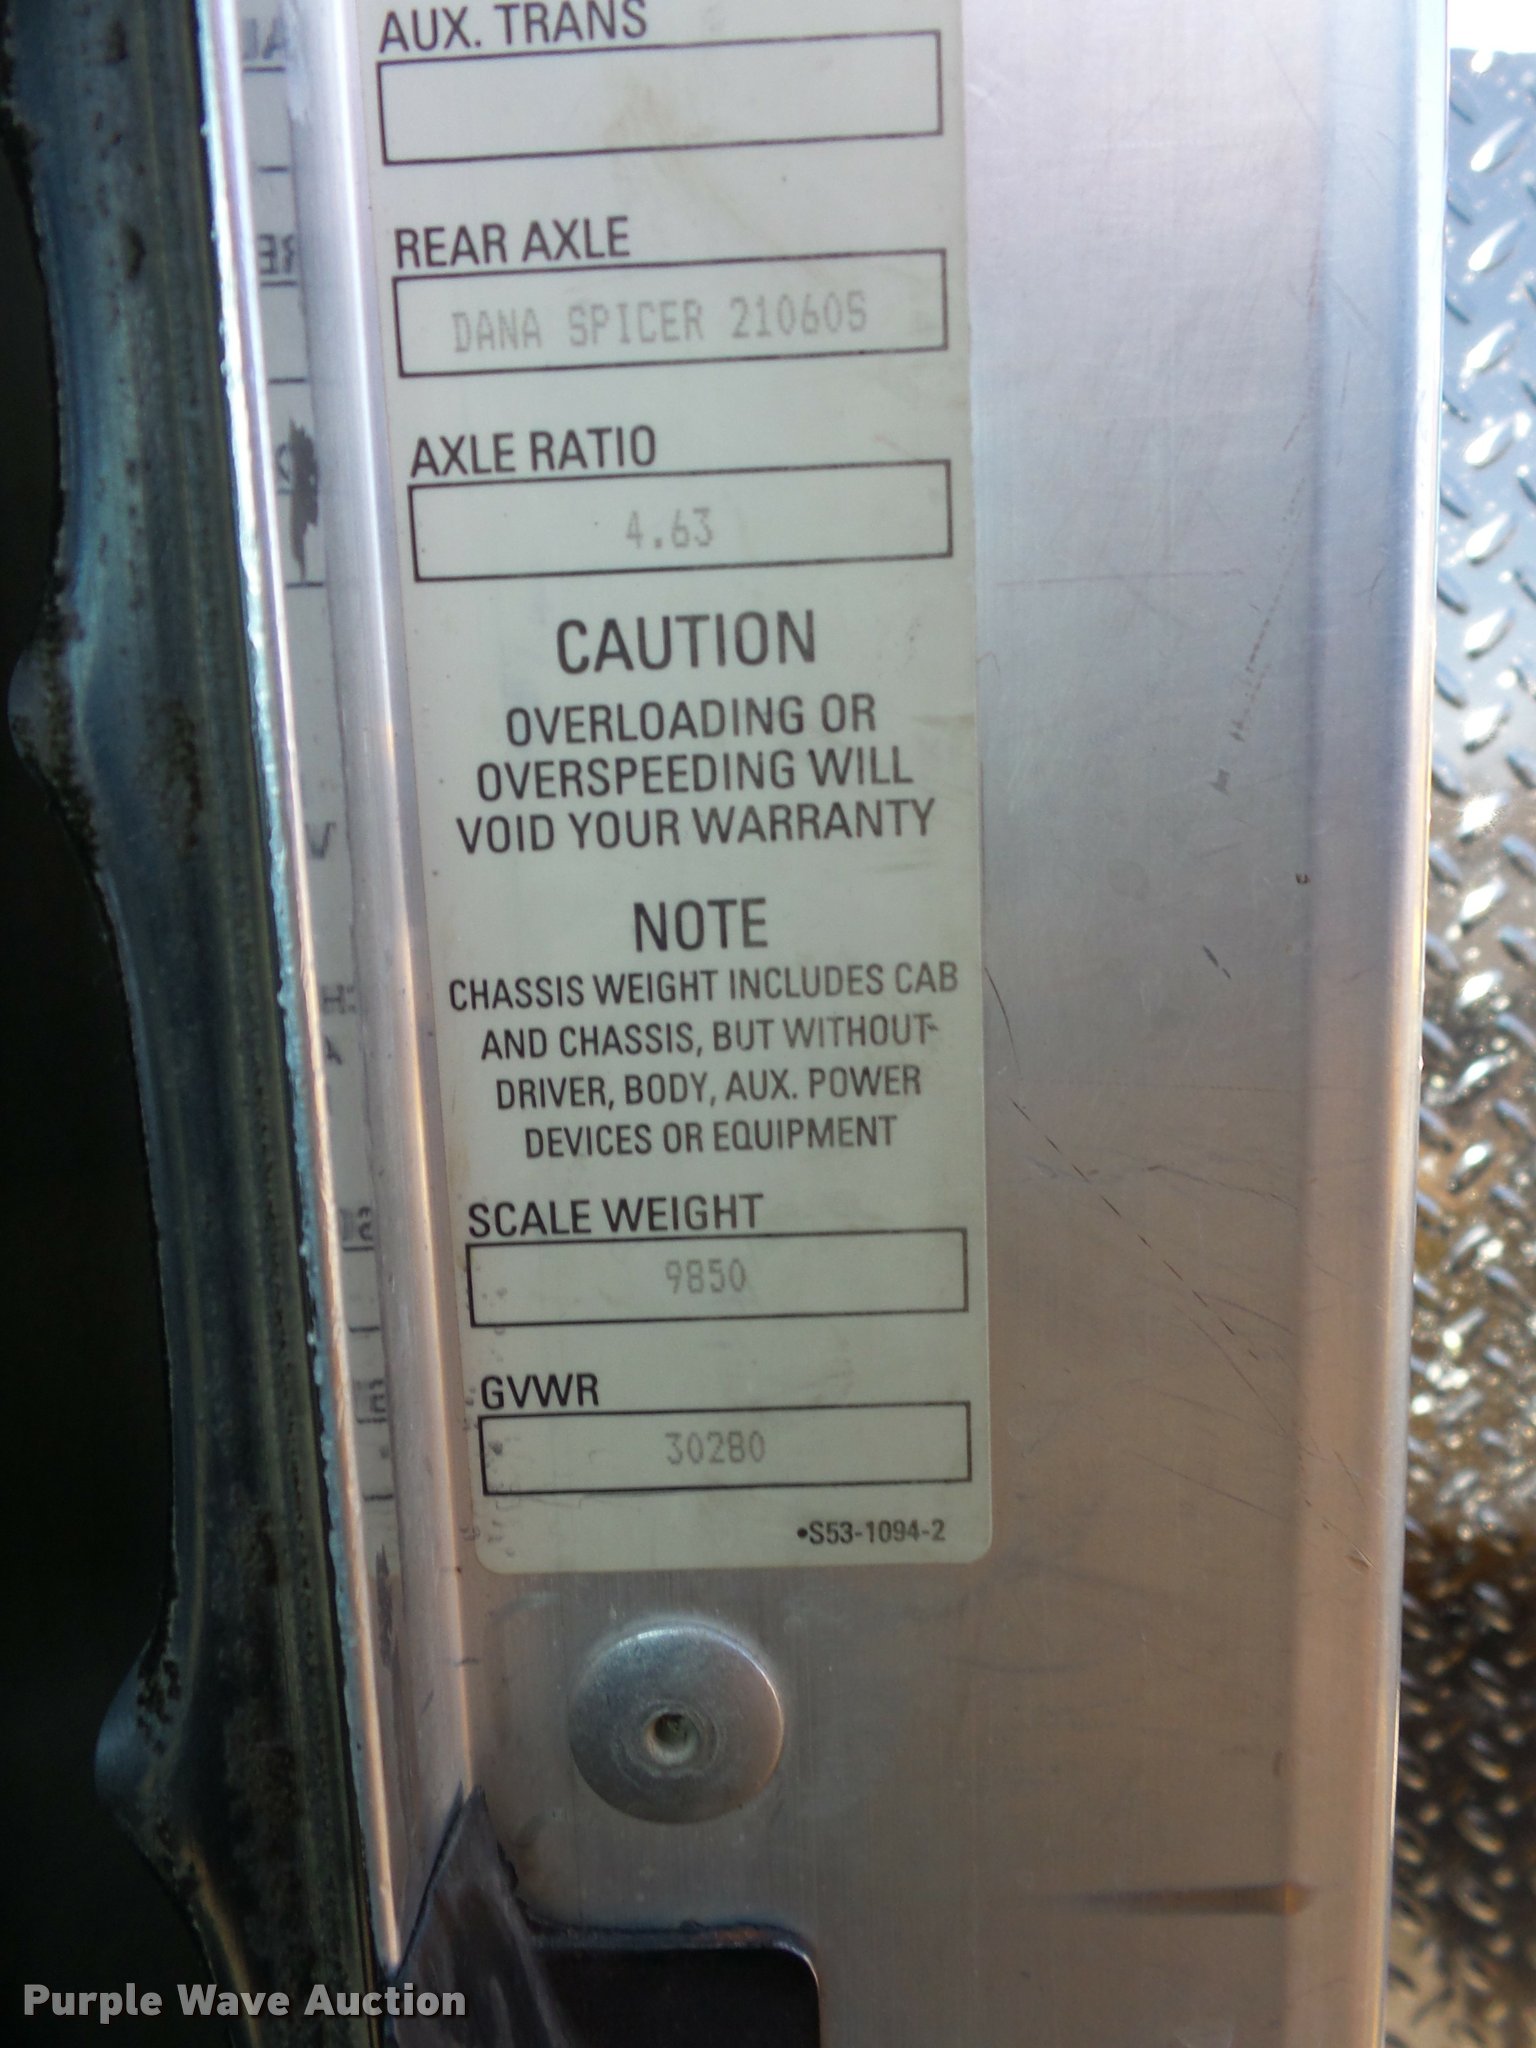 AUX. TRANS
REAR AXLE
DANA SPICER 210605
AXLE RATIO
4.63
CAUTION
OVERLOADING OR
OVERSPEEDING WILL
VOID YOUR WARRANTY
NOTE
CHASSIS WEIGHT INCLUDES CAB
AND CHASSIS, BUT WITHOUT
DRIVER, BODY, AUX. POWER
DEVICES OR EQUIPMENT
SCALE WEIGHT
9850
GVWR
30280
•S53-1094-2
Purple Wave Auction